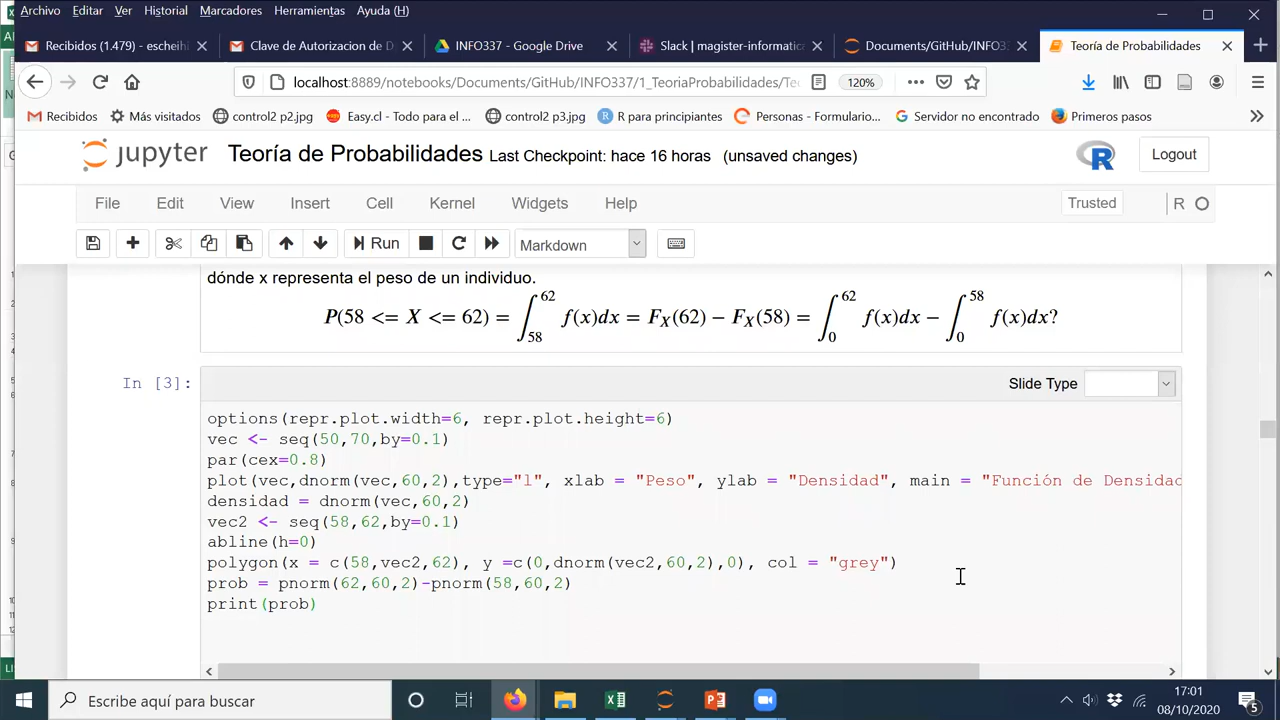 Archivo Editar Ver Historial Marcadores Herramientas Ayuda (H)
Recibidos (1.479) - escheih
Clave de Autorización de D
INFO337 - Google Drive
Slack | magister-informatica
Documents/GitHub/INFO33
Teoría de Probabilidades
localhost:8889/notebooks/Documents/GitHub/INFO337/1_TeoriaProbabilidades/Te
120%
Recibidos
Más visitados
control2 p2.jpg
Easy.cl - Todo para el ...
control2 p3.jpg
R para principiantes
Personas - Formulario...
Servidor no encontrado
Primeros pasos
jupyter Teoría de Probabilidades Last Checkpoint: hace 16 horas (unsaved changes)
Logout
File Edit View Insert Cell Kernel Widgets Help
Trusted
R
Run
Markdown
dónde x representa el peso de un individuo.
P(58 <= X <= 62) = ∫_{58}^{62} f(x)dx = F_X(62) − F_X(58) = ∫_0^{62} f(x)dx − ∫_0^{58} f(x)dx?
In [3]:
Slide Type
options(repr.plot.width=6, repr.plot.height=6)
vec <- seq(50,70,by=0.1)
par(cex=0.8)
plot(vec,dnorm(vec,60,2),type="l", xlab = "Peso", ylab = "Densidad", main = "Función de Densidad
densidad = dnorm(vec,60,2)
vec2 <- seq(58,62,by=0.1)
abline(h=0)
polygon(x = c(58,vec2,62), y =c(0,dnorm(vec2,60,2),0), col = "grey")
prob = pnorm(62,60,2)-pnorm(58,60,2)
print(prob)
Escribe aquí para buscar
17:01
08/10/2020
5